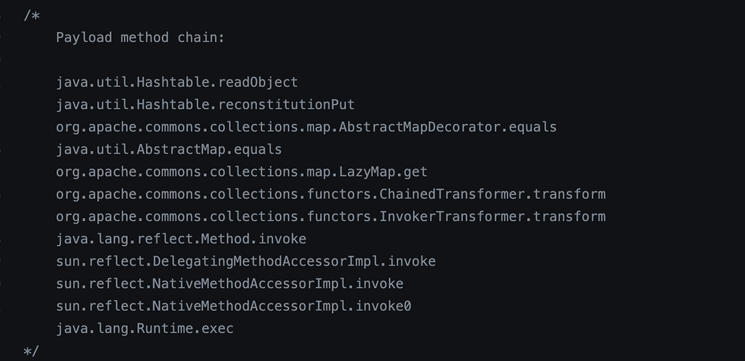 /*
Payload method chain:
java.util.Hashtable.readObject
java.util.Hashtable.reconstitutionPut
org.apache.commons.collections.map.AbstractMapDecorator.equals
java.util.AbstractMap.equals
org.apache.commons.collections.map.LazyMap.get
org.apache.commons.collections.functors.ChainedTransformer.transform
org.apache.commons.collections.functors.InvokerTransformer.transform
java.lang.reflect.Method.invoke
sun.reflect.DelegatingMethodAccessorImpl.invoke
sun.reflect.NativeMethodAccessorImpl.invoke
sun.reflect.NativeMethodAccessorImpl.invoke0
java.lang.Runtime.exec
*/